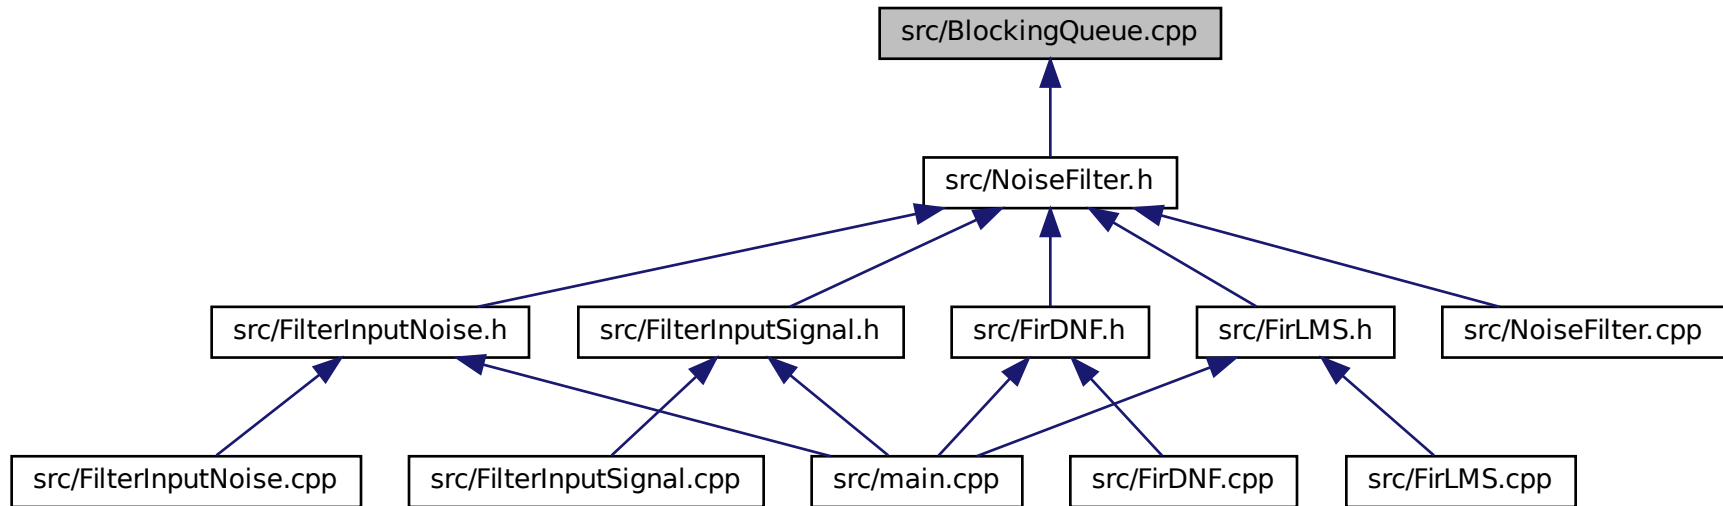 src/BlockingQueue.cpp
src/NoiseFilter.h
src/FilterInputNoise.h
src/FilterInputSignal.h
src/FirDNF.h
src/FirLMS.h
src/NoiseFilter.cpp
src/FilterInputNoise.cpp
src/FilterInputSignal.cpp
src/main.cpp
src/FirDNF.cpp
src/FirLMS.cpp